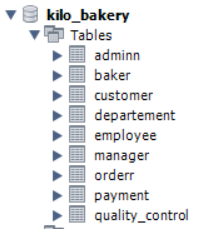 kilo_bakery
Tables
adminn
baker
customer
departement
employee
manager
orderr
payment
quality_control